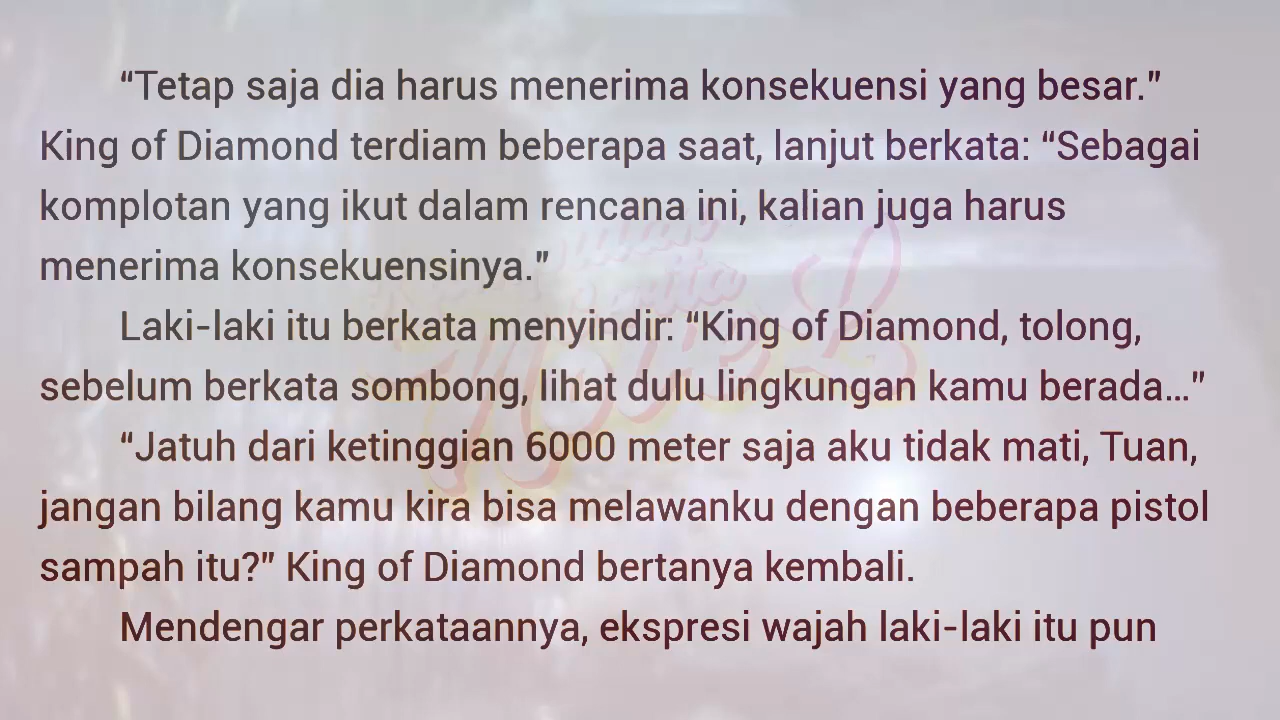 “Tetap saja dia harus menerima konsekuensi yang besar.”
King of Diamond terdiam beberapa saat, lanjut berkata: “Sebagai
komplotan yang ikut dalam rencana ini, kalian juga harus
menerima konsekuensinya.”
Laki-laki itu berkata menyindir: “King of Diamond, tolong,
sebelum berkata sombong, lihat dulu lingkungan kamu berada…”
“Jatuh dari ketinggian 6000 meter saja aku tidak mati, Tuan,
jangan bilang kamu kira bisa melawanku dengan beberapa pistol
sampah itu?” King of Diamond bertanya kembali.
Mendengar perkataannya, ekspresi wajah laki-laki itu pun